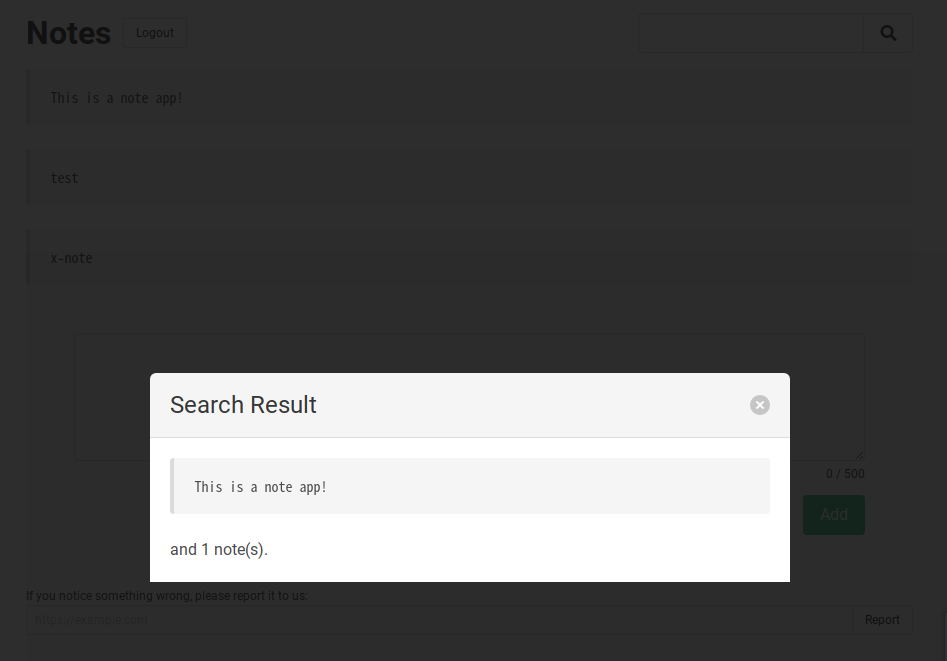 Notes
Logout
This is a note app!
test
x-note
Search Result
This is a note app!
and 1 note(s).
0 / 500
Add
If you notice something wrong, please report it to us:
https://example.com
Report